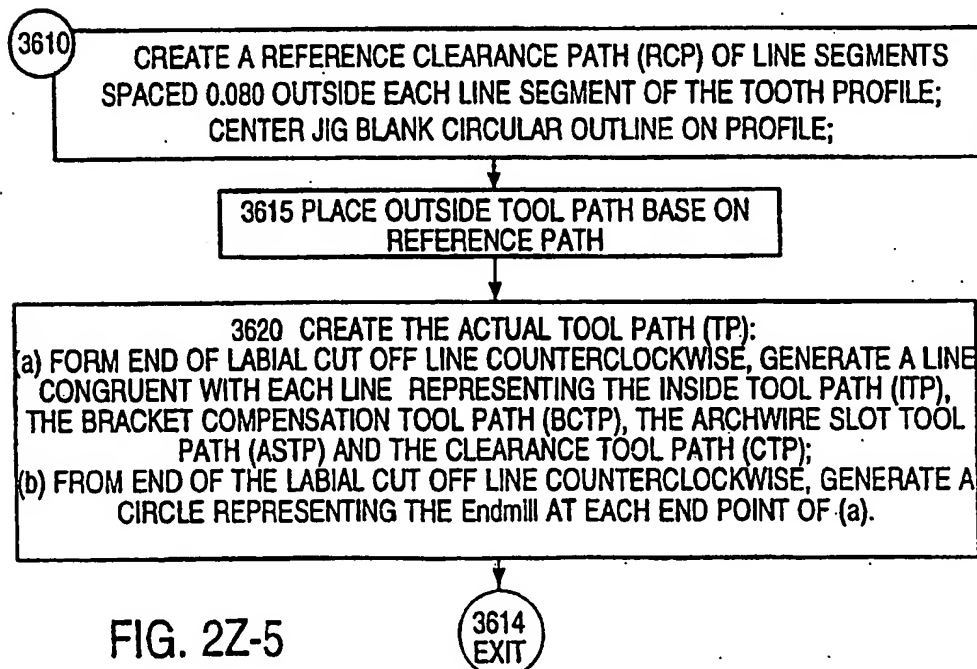 3610
CREATE A REFERENCE CLEARANCE PATH (RCP) OF LINE SEGMENTS
SPACED 0.080 OUTSIDE EACH LINE SEGMENT OF THE TOOTH PROFILE;
CENTER JIG BLANK CIRCULAR OUTLINE ON PROFILE;
3615 PLACE OUTSIDE TOOL PATH BASE ON
REFERENCE PATH
3620 CREATE THE ACTUAL TOOL PATH (TP):
(a) FORM END OF LABIAL CUT OFF LINE COUNTERCLOCKWISE, GENERATE A LINE
CONGRUENT WITH EACH LINE REPRESENTING THE INSIDE TOOL PATH (ITP),
THE BRACKET COMPENSATION TOOL PATH (BCTP), THE ARCHWIRE SLOT TOOL
PATH (ASTP) AND THE CLEARANCE TOOL PATH (CTP);
(b) FROM END OF THE LABIAL CUT OFF LINE COUNTERCLOCKWISE, GENERATE A
CIRCLE REPRESENTING THE Endmill AT EACH END POINT OF (a).
3614
EXIT
FIG. 2Z-5